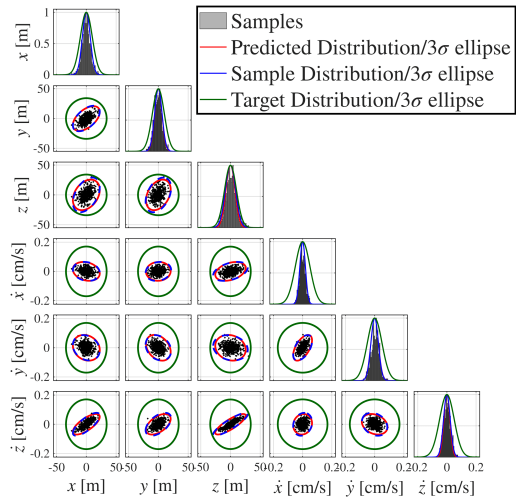 Samples
Predicted Distribution/3σ ellipse
Sample Distribution/3σ ellipse
Target Distribution/3σ ellipse
1
0.5
0
x [m]
50
0
-50
y [m]
50
0
-50
z [m]
0.2
0
-0.2
ẋ [cm/s]
0.2
0
-0.2
ẏ [cm/s]
0.2
0
-0.2
ż [cm/s]
-50 0 50 -50 0 50 -50 0 50 -0.2 0 0.2 -0.2 0 0.2 -0.2 0 0.2
x [m] y [m] z [m] ẋ [cm/s] ẏ [cm/s] ż [cm/s]